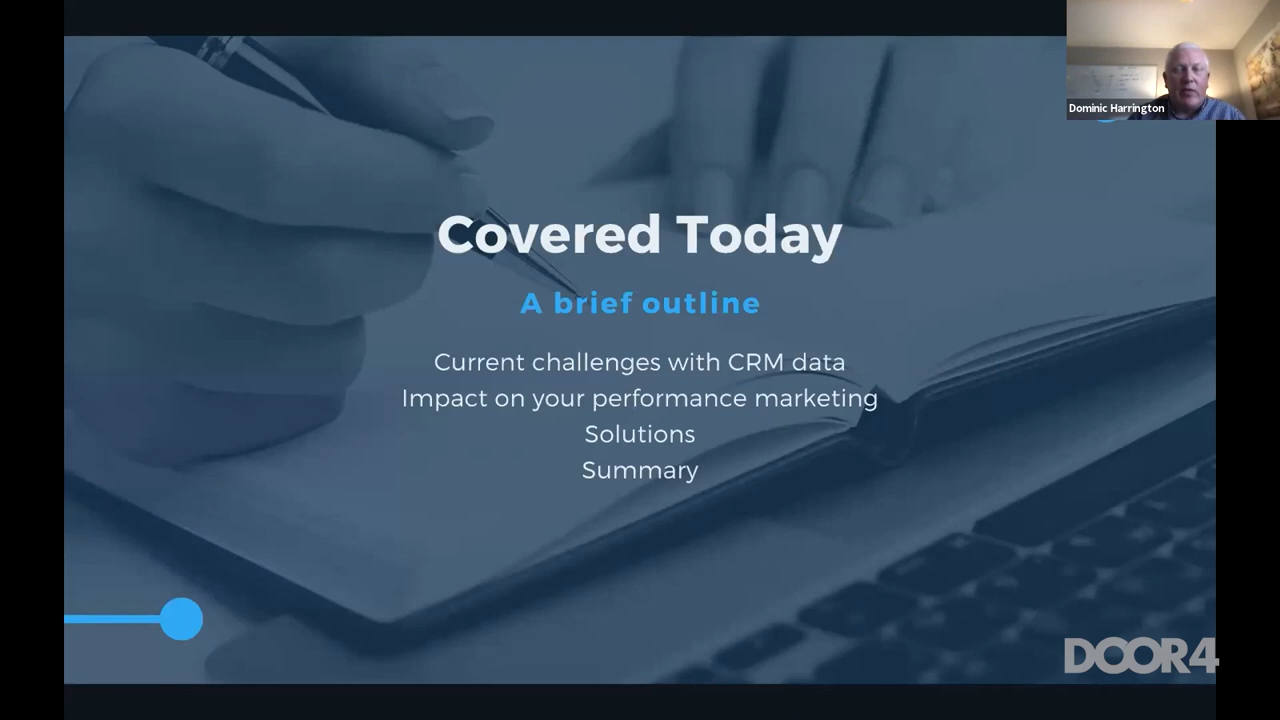 Dominic Harrington
Covered Today
A brief outline
Current challenges with CRM data
Impact on your performance marketing
Solutions
Summary
DOOR4